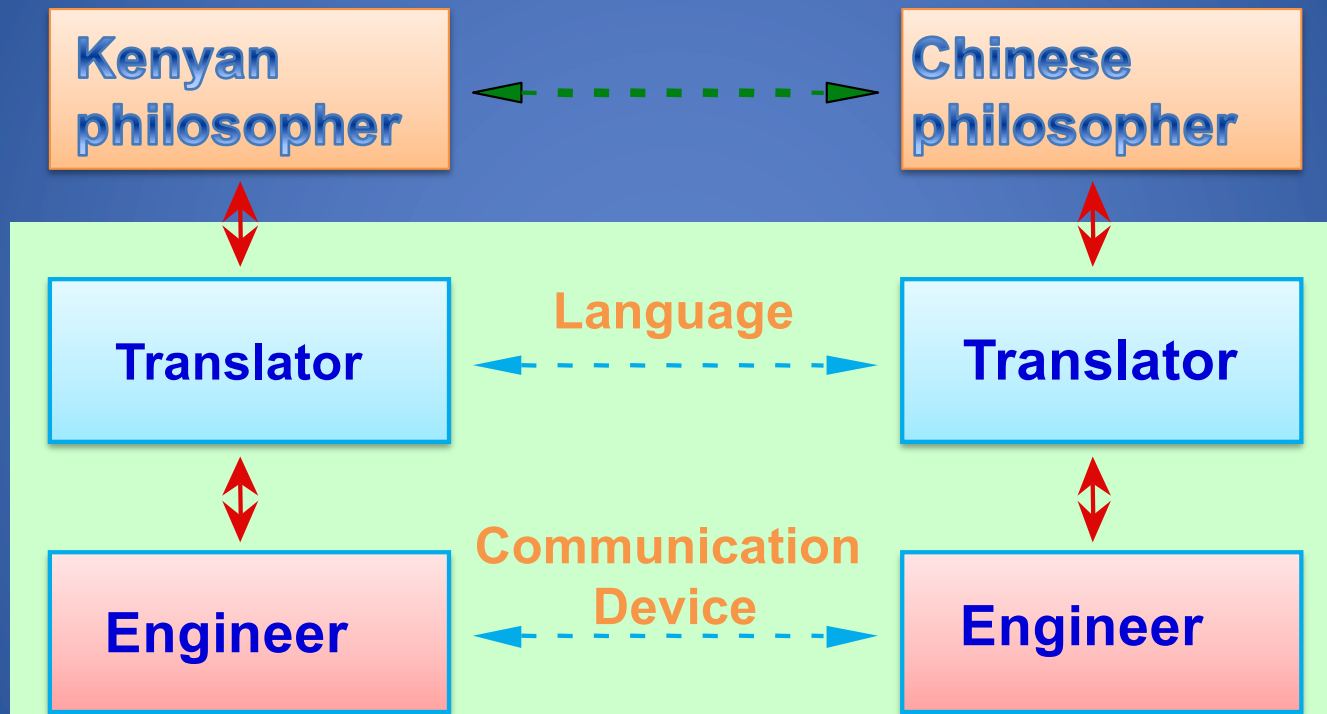 Kenyan
philosopher
Chinese
philosopher
Translator
Language
Translator
Engineer
Communication
Device
Engineer